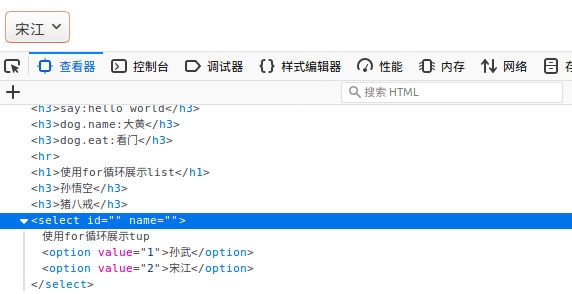 宋江
查看器 控制台 调试器 样式编辑器 性能 内存 网络
搜索 HTML
<h3>say:hello world</h3>
<h3>dog.name:大黄</h3>
<h3>dog.eat:看门</h3>
<hr>
<h1>使用for循环展示list</h1>
<h3>孙悟空</h3>
<h3>猪八戒</h3>
<select id="" name="">
使用for循环展示tup
<option value="1">孙武</option>
<option value="2">宋江</option>
</select>